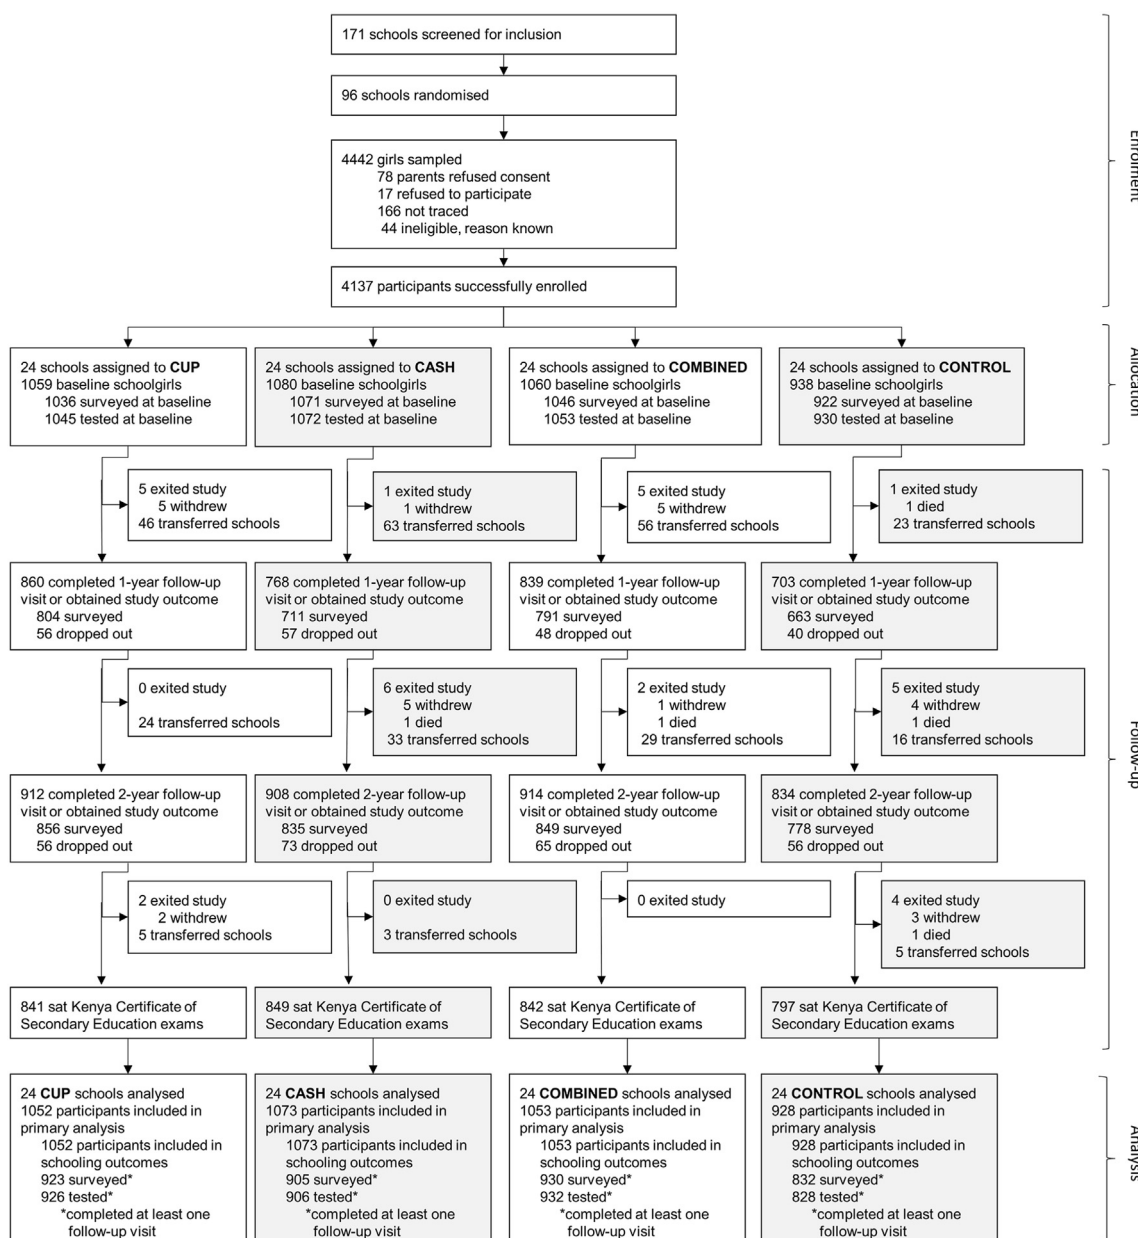 171 schools screened for inclusion
96 schools randomised
4442 girls sampled
78 parents refused consent
17 refused to participate
166 not traced
44 ineligible, reason known
4137 participants successfully enrolled
Enrolment
24 schools assigned to CUP
1059 baseline schoolgirls
1036 surveyed at baseline
1045 tested at baseline
24 schools assigned to CASH
1080 baseline schoolgirls
1071 surveyed at baseline
1072 tested at baseline
24 schools assigned to COMBINED
1060 baseline schoolgirls
1046 surveyed at baseline
1053 tested at baseline
24 schools assigned to CONTROL
938 baseline schoolgirls
922 surveyed at baseline
930 tested at baseline
Allocation
5 exited study
5 withdrew
46 transferred schools
1 exited study
1 withdrew
63 transferred schools
5 exited study
5 withdrew
56 transferred schools
1 exited study
1 died
23 transferred schools
860 completed 1-year follow-up
visit or obtained study outcome
804 surveyed
56 dropped out
768 completed 1-year follow-up
visit or obtained study outcome
711 surveyed
57 dropped out
839 completed 1-year follow-up
visit or obtained study outcome
791 surveyed
48 dropped out
703 completed 1-year follow-up
visit or obtained study outcome
663 surveyed
40 dropped out
0 exited study
24 transferred schools
6 exited study
5 withdrew
1 died
33 transferred schools
2 exited study
1 withdrew
1 died
29 transferred schools
5 exited study
4 withdrew
1 died
16 transferred schools
Follow-up
912 completed 2-year follow-up
visit or obtained study outcome
856 surveyed
56 dropped out
908 completed 2-year follow-up
visit or obtained study outcome
835 surveyed
73 dropped out
914 completed 2-year follow-up
visit or obtained study outcome
849 surveyed
65 dropped out
834 completed 2-year follow-up
visit or obtained study outcome
778 surveyed
56 dropped out
2 exited study
2 withdrew
5 transferred schools
0 exited study
3 transferred schools
0 exited study
4 exited study
3 withdrew
1 died
5 transferred schools
841 sat Kenya Certificate of
Secondary Education exams
849 sat Kenya Certificate of
Secondary Education exams
842 sat Kenya Certificate of
Secondary Education exams
797 sat Kenya Certificate of
Secondary Education exams
24 CUP schools analysed
1052 participants included in
primary analysis
1052 participants included in
schooling outcomes
923 surveyed*
926 tested*
*completed at least one
follow-up visit
24 CASH schools analysed
1073 participants included in
primary analysis
1073 participants included in
schooling outcomes
905 surveyed*
906 tested*
*completed at least one
follow-up visit
24 COMBINED schools analysed
1053 participants included in
primary analysis
1053 participants included in
schooling outcomes
930 surveyed*
932 tested*
*completed at least one
follow-up visit
24 CONTROL schools analysed
928 participants included in
primary analysis
928 participants included in
schooling outcomes
832 surveyed*
828 tested*
*completed at least one
follow-up visit
Analysis